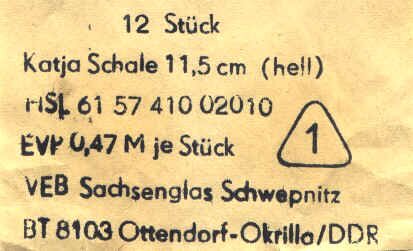 12 Stück
Katja Schale 11,5 cm (hell)
HSL 61 57 410 02010
EVP 0,47 M je Stück
1
VEB Sachsenglas Schwepnitz
BT 8103 Ottendorf-Okrilla/DDR